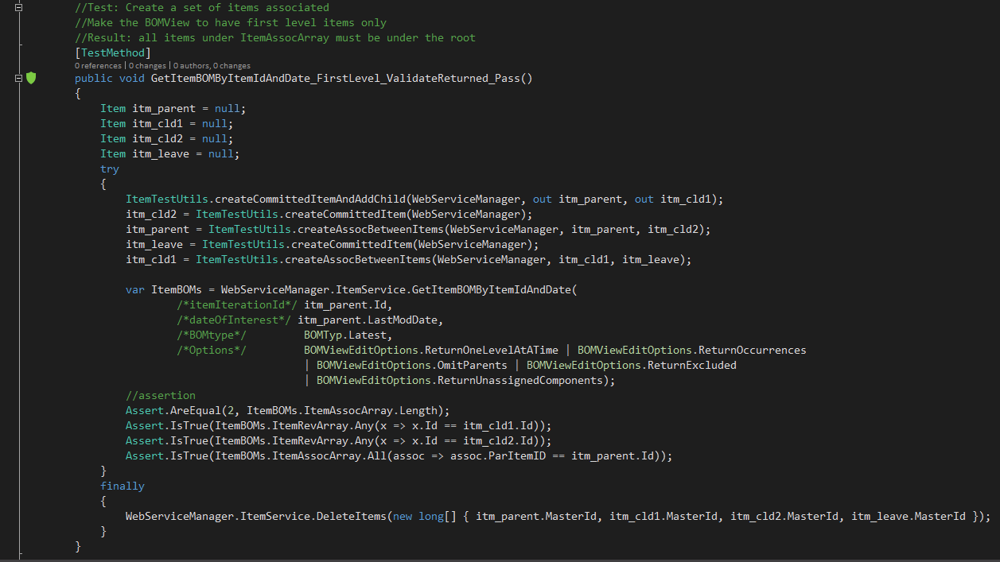 //Test: Create a set of items associated
//Make the BOMView to have first level items only
//Result: all items under ItemAssocArray must be under the root
[TestMethod]
0 references | 0 changes | 0 authors, 0 changes
public void GetItemBOMByItemIdAndDate_FirstLevel_ValidateReturned_Pass()
{
Item itm_parent = null;
Item itm_cld1 = null;
Item itm_cld2 = null;
Item itm_leave = null;
try
{
ItemTestUtils.createCommittedItemAndAddChild(WebServiceManager, out itm_parent, out itm_cld1);
itm_cld2 = ItemTestUtils.createCommittedItem(WebServiceManager);
itm_parent = ItemTestUtils.createAssocBetweenItems(WebServiceManager, itm_parent, itm_cld2);
itm_leave = ItemTestUtils.createCommittedItem(WebServiceManager);
itm_cld1 = ItemTestUtils.createAssocBetweenItems(WebServiceManager, itm_cld1, itm_leave);
var ItemBOMs = WebServiceManager.ItemService.GetItemBOMByItemIdAndDate(
/*itemIterationId*/ itm_parent.Id,
/*dateOfInterest*/ itm_parent.LastModDate,
/*BOMtype*/ BOMTyp.Latest,
/*Options*/ BOMViewEditOptions.ReturnOneLevelAtATime | BOMViewEditOptions.ReturnOccurrences
| BOMViewEditOptions.OmitParents | BOMViewEditOptions.ReturnExcluded
| BOMViewEditOptions.ReturnUnassignedComponents);
//assertion
Assert.AreEqual(2, ItemBOMs.ItemAssocArray.Length);
Assert.IsTrue(ItemBOMs.ItemRevArray.Any(x => x.Id == itm_cld1.Id));
Assert.IsTrue(ItemBOMs.ItemRevArray.Any(x => x.Id == itm_cld2.Id));
Assert.IsTrue(ItemBOMs.ItemAssocArray.All(assoc => assoc.ParItemID == itm_parent.Id));
}
finally
{
WebServiceManager.ItemService.DeleteItems(new long[] { itm_parent.MasterId, itm_cld1.MasterId, itm_cld2.MasterId, itm_leave.MasterId });
}
}